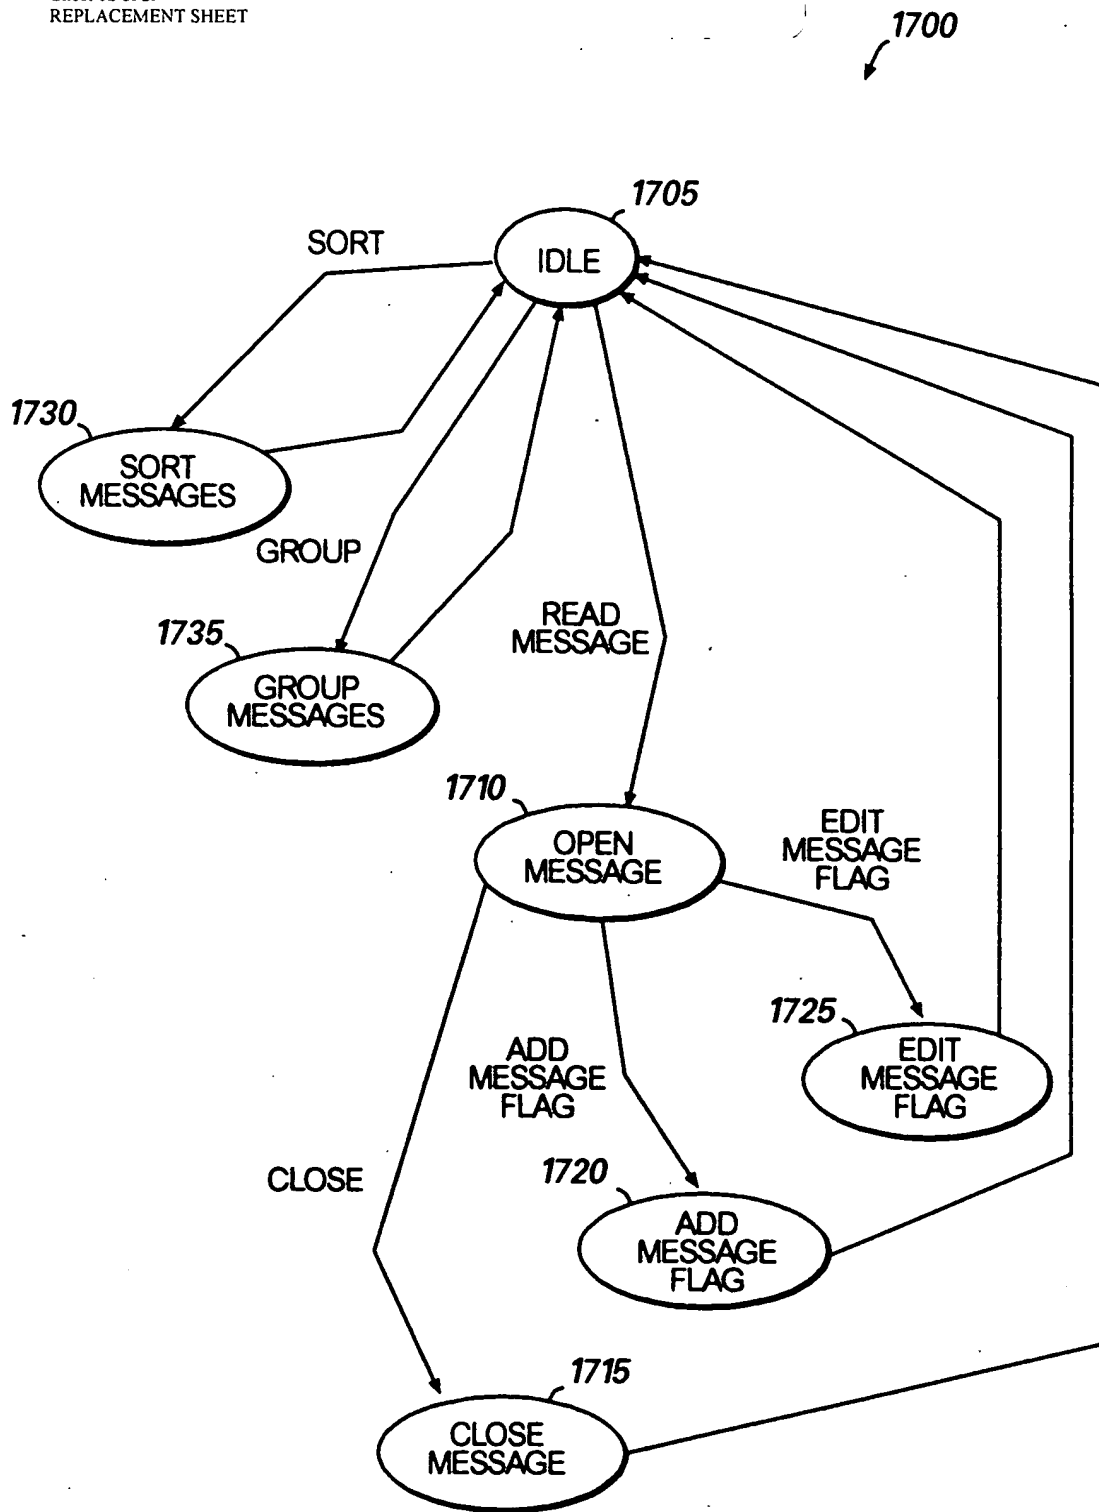 REPLACEMENT SHEET
1700
1705
SORT
IDLE
1730
SORT
MESSAGES
GROUP
1735
GROUP
MESSAGES
READ
MESSAGE
1710
OPEN
MESSAGE
EDIT
MESSAGE
FLAG
1725
EDIT
MESSAGE
FLAG
ADD
MESSAGE
FLAG
1720
ADD
MESSAGE
FLAG
CLOSE
1715
CLOSE
MESSAGE